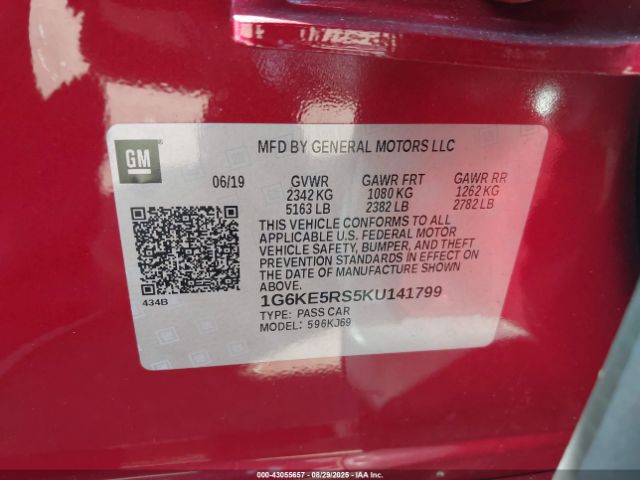 GM
MFD BY GENERAL MOTORS LLC
06/19 GVWR GAWR FRT GAWR RR
2342 KG 1080 KG 1262 KG
5163 LB 2382 LB 2782 LB
THIS VEHICLE CONFORMS TO ALL
APPLICABLE U.S. FEDERAL MOTOR
VEHICLE SAFETY, BUMPER, AND THEFT
PREVENTION STANDARDS IN EFFECT ON
THE DATE OF MANUFACTURE SHOWN
ABOVE.
434B
1G6KE5RS5KU141799
TYPE: PASS CAR
MODEL: 596KJ69
000-43055657 - 08/29/2025 - IAAI.COM